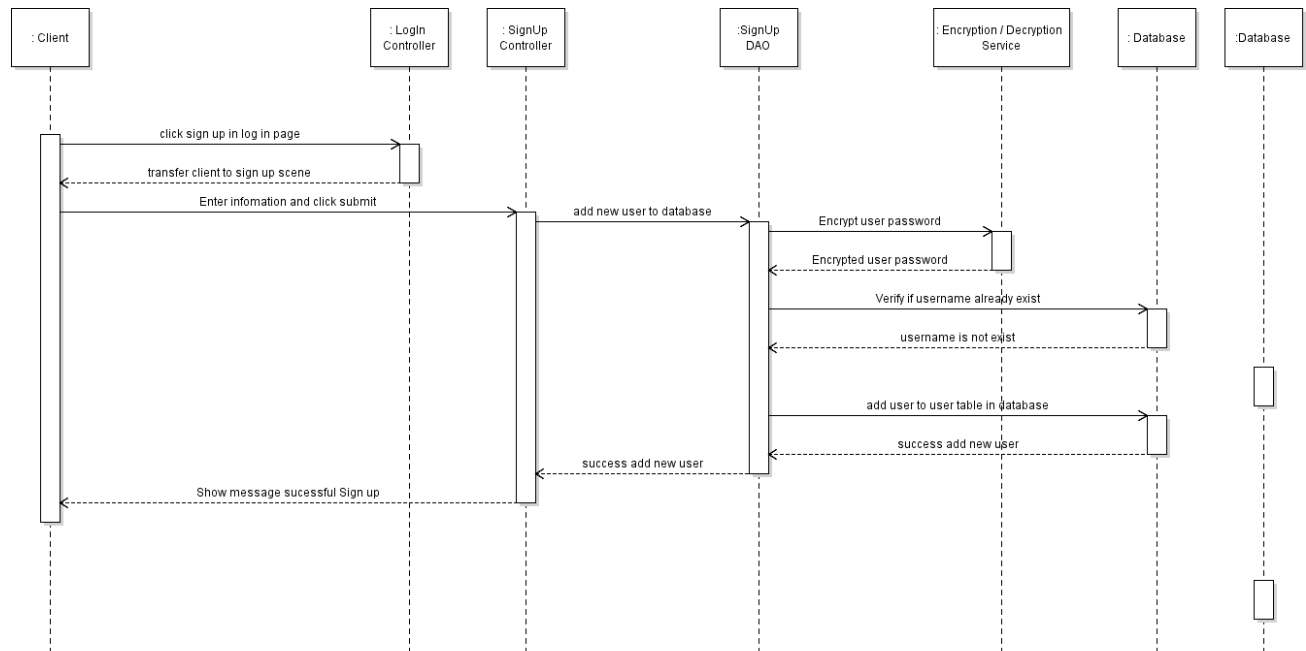 : Client
: LogIn
Controller
: SignUp
Controller
:SignUp
DAO
: Encryption / Decryption
Service
: Database
:Database
click sign up in log in page
transfer client to sign up scene
Enter infomation and click submit
add new user to database
Encrypt user password
Encrypted user password
Verify if username already exist
username is not exist
add user to user table in database
success add new user
success add new user
Show message sucessful Sign up